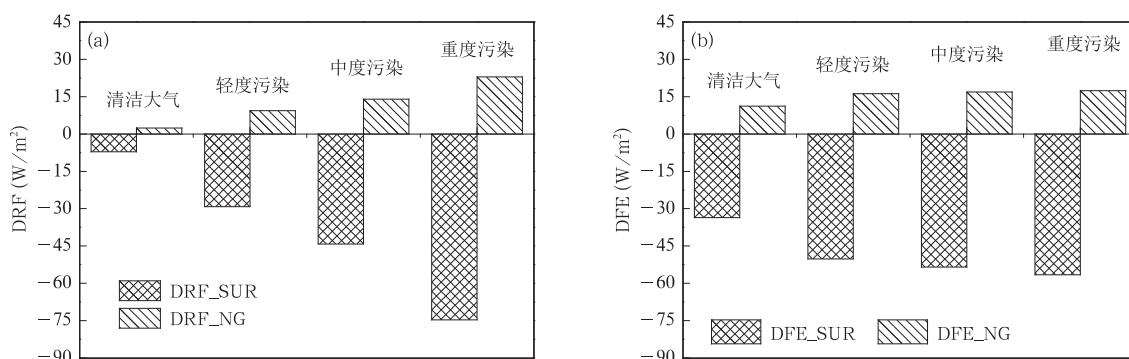 (a)
清洁大气
轻度污染
中度污染
重度污染
45
30
15
0
－15
－30
－45
－60
－75
－90
DRF (W/m²)
DRF_SUR
DRF_NG
(b)
清洁大气
轻度污染
中度污染
重度污染
45
30
15
0
－15
－30
－45
－60
－75
－90
DFE (W/m²)
DFE_SUR DFE_NG